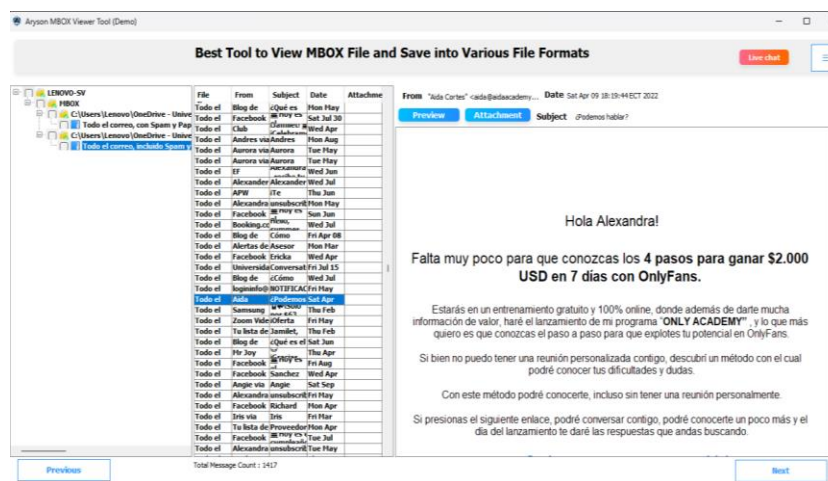 Aryson MBOX Viewer Tool (Demo)
Best Tool to View MBOX File and Save into Various File Formats
Live chat
LENOVO-SV
MBOX
C:\Users\Lenovo\OneDrive - Unive
Todo el correo, con Spam y Pap
C:\Users\Lenovo\OneDrive - Unive
Todo el correo, incluido Spam y
File From Subject Date Attachme
Todo el Blog de ¿Qué es Mon May
Todo el Facebook Hoy es Sat Jul 30
Todo el Club Wed Apr
Todo el Andres via Andres Mon Aug
Todo el Aurora via Aurora Tue May
Todo el Aurora via Aurora Tue May
Todo el EF Alexandra Wed Jun
Todo el Alexander Alexander Wed Jul
Todo el APW ¡Te Thu Jun
Todo el Alexandra unsubscrit Mon May
Todo el Facebook Hoy es Sun Jun
Todo el Booking.cc Wed Jul
Todo el Blog de Cómo Fri Apr 08
Todo el Alertas de Asesor Mon Mar
Todo el Facebook Ericka Wed Apr
Todo el Universida Conversat Fri Jul 15
Todo el Blog de ¿Cómo Wed Jul
Todo el logininfo@ NOTIFICAC Fri May
Todo el Aida ¿Podemos Sat Apr
Todo el Samsung Thu Feb
Todo el Zoom Vide ¡Oferta Fri May
Todo el Tu lista de Jamilet, Thu Feb
Todo el Blog de ¿Qué es el Sat Jun
Todo el Mr Joy Thu Apr
Todo el Facebook Hoy es Fri Aug
Todo el Facebook Sanchez Wed Apr
Todo el Angie via Angie Sat Sep
Todo el Alexandra unsubscrit Fri May
Todo el Facebook Richard Mon Apr
Todo el Iris via Iris Fri Mar
Todo el Tu lista de Proveedor Mon Apr
Todo el Facebook Hoy es Tue Jul
Todo el Alexandra unsubscrit Tue May
Total Message Count : 1417
From "Aida Cortes" <aida@aidaacademy... Date Sat Apr 09 18:19:44 ECT 2022
Preview Attachment Subject ¿Podemos hablar?
Hola Alexandra!
Falta muy poco para que conozcas los 4 pasos para ganar $2.000
USD en 7 días con OnlyFans.
Estarás en un entrenamiento gratuito y 100% online, donde además de darte mucha
información de valor, haré el lanzamiento de mi programa "ONLY ACADEMY" , y lo que más
quiero es que conozcas el paso a paso para que explotes tu potencial en OnlyFans.
Si bien no puedo tener una reunión personalizada contigo, descubrí un método con el cual
podré conocer tus dificultades y dudas.
Con este método podré conocerte, incluso sin tener una reunión personalmente.
Si presionas el siguiente enlace, podré conversar contigo, podré conocerte un poco más y el
día del lanzamiento te daré las respuestas que andas buscando.
Previous
Next